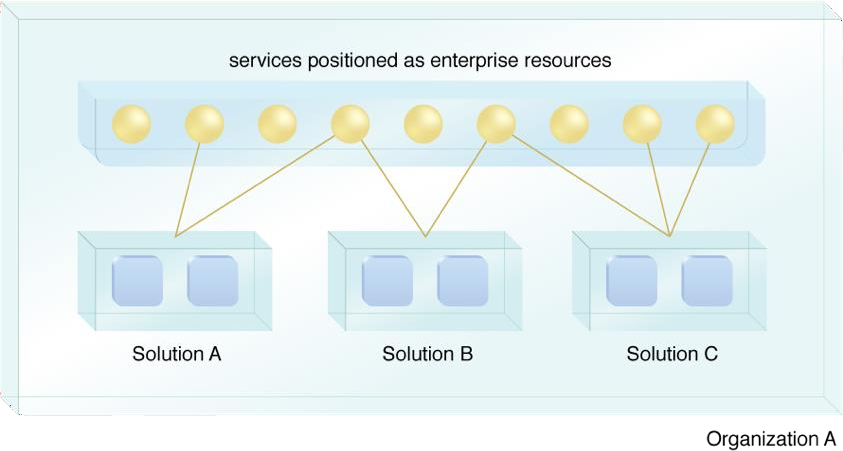 services positioned as enterprise resources
Solution A
Solution B
Solution C
Organization A